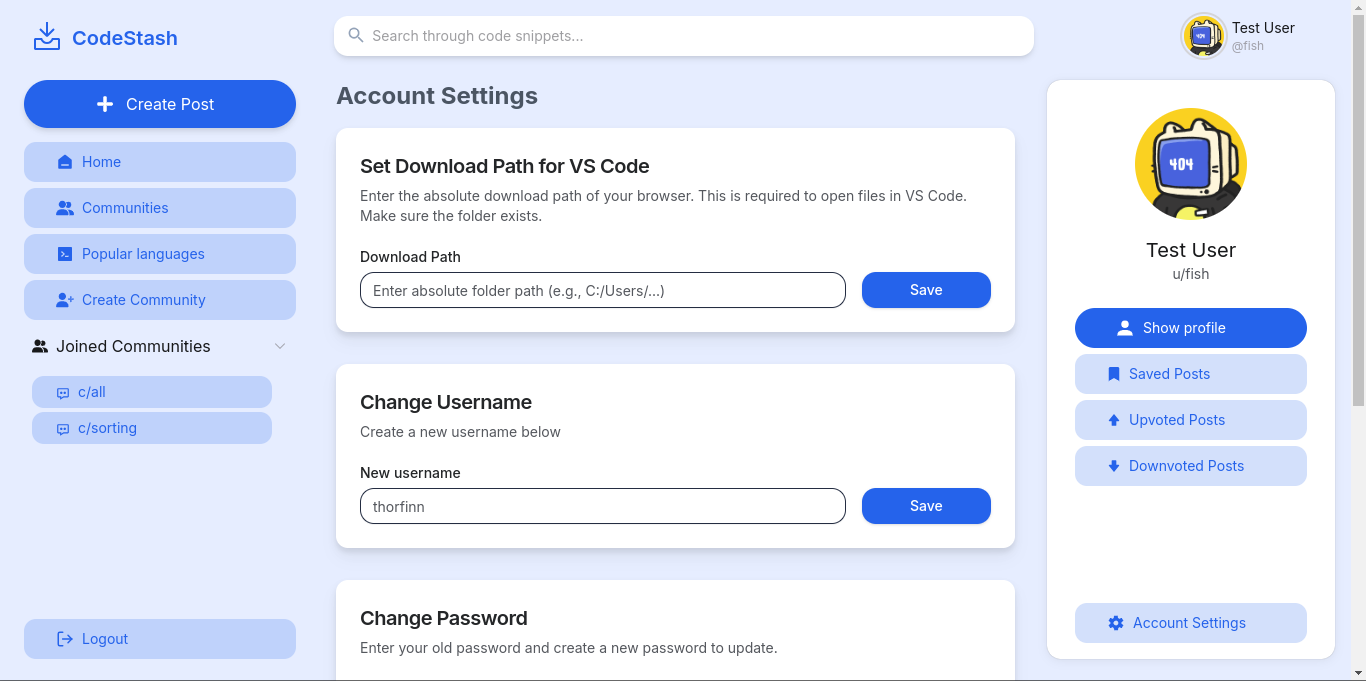 CodeStash
Search through code snippets...
Test User
@fish
Create Post
Home
Communities
Popular languages
Create Community
Joined Communities
c/all
c/sorting
Logout
Account Settings
Set Download Path for VS Code
Enter the absolute download path of your browser. This is required to open files in VS Code.
Make sure the folder exists.
Download Path
Enter absolute folder path (e.g., C:/Users/...)
Save
Change Username
Create a new username below
New username
thorfinn
Save
Change Password
Enter your old password and create a new password to update.
404
404
Test User
u/fish
Show profile
Saved Posts
Upvoted Posts
Downvoted Posts
Account Settings